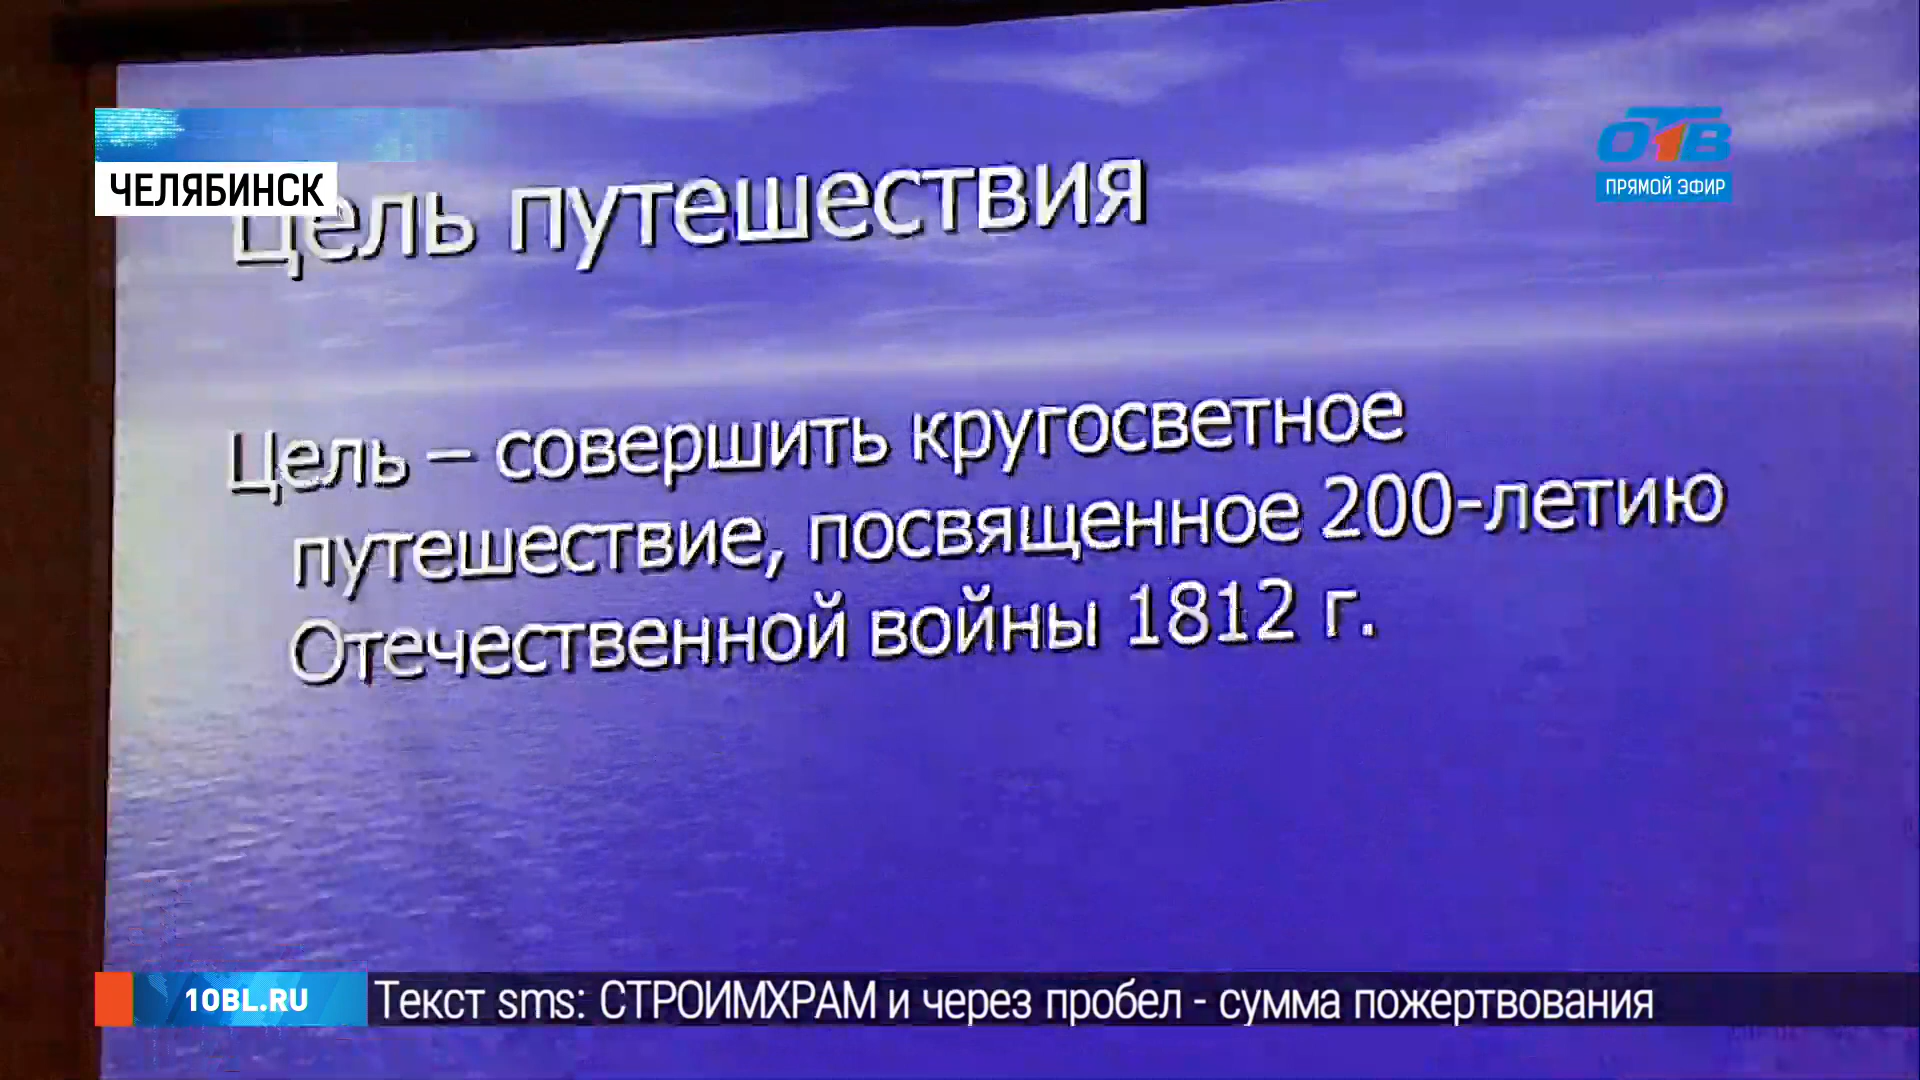 ЧЕЛЯБИНСК
ОТВ
ПРЯМОЙ ЭФИР
Цель путешествия
Цель – совершить кругосветное
путешествие, посвященное 200-летию
Отечественной войны 1812 г.
10BL.RU
Текст sms: СТРОИМХРАМ и через пробел - сумма пожертвования